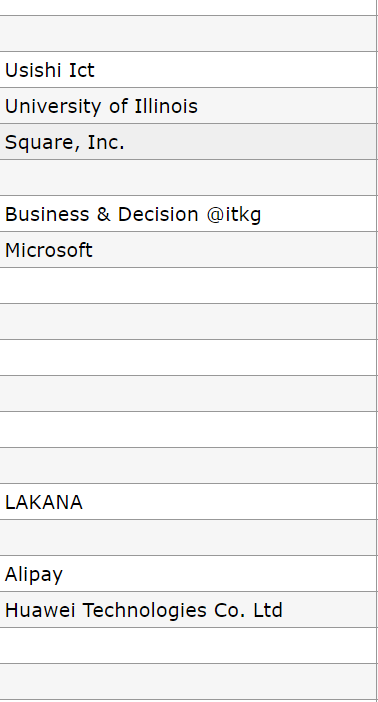 Usishi Ict
University of Illinois
Square, Inc.
Business & Decision @itkg
Microsoft
LAKANA
Alipay
Huawei Technologies Co. Ltd